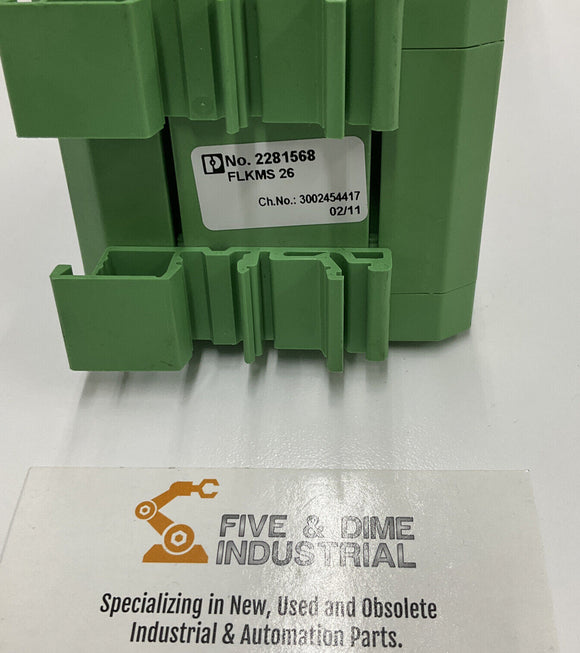 No. 2281568
FLKMS 26
Ch.No.: 3002454417
02/11
FIVE & DIME
INDUSTRIAL
Specializing in New, Used and Obsolete
Industrial & Automation Parts.